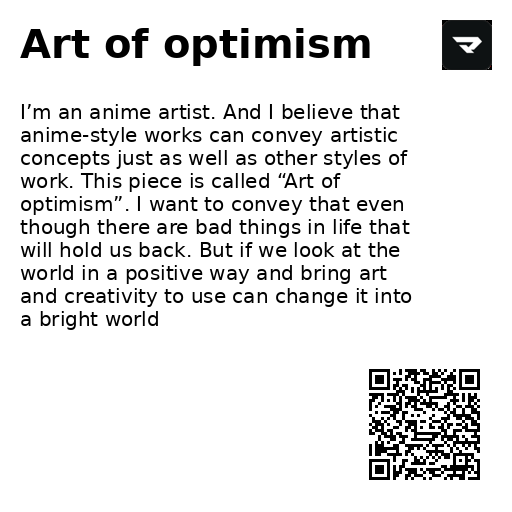 Art of optimism
I’m an anime artist. And I believe that
anime-style works can convey artistic
concepts just as well as other styles of
work. This piece is called “Art of
optimism”. I want to convey that even
though there are bad things in life that
will hold us back. But if we look at the
world in a positive way and bring art
and creativity to use can change it into
a bright world